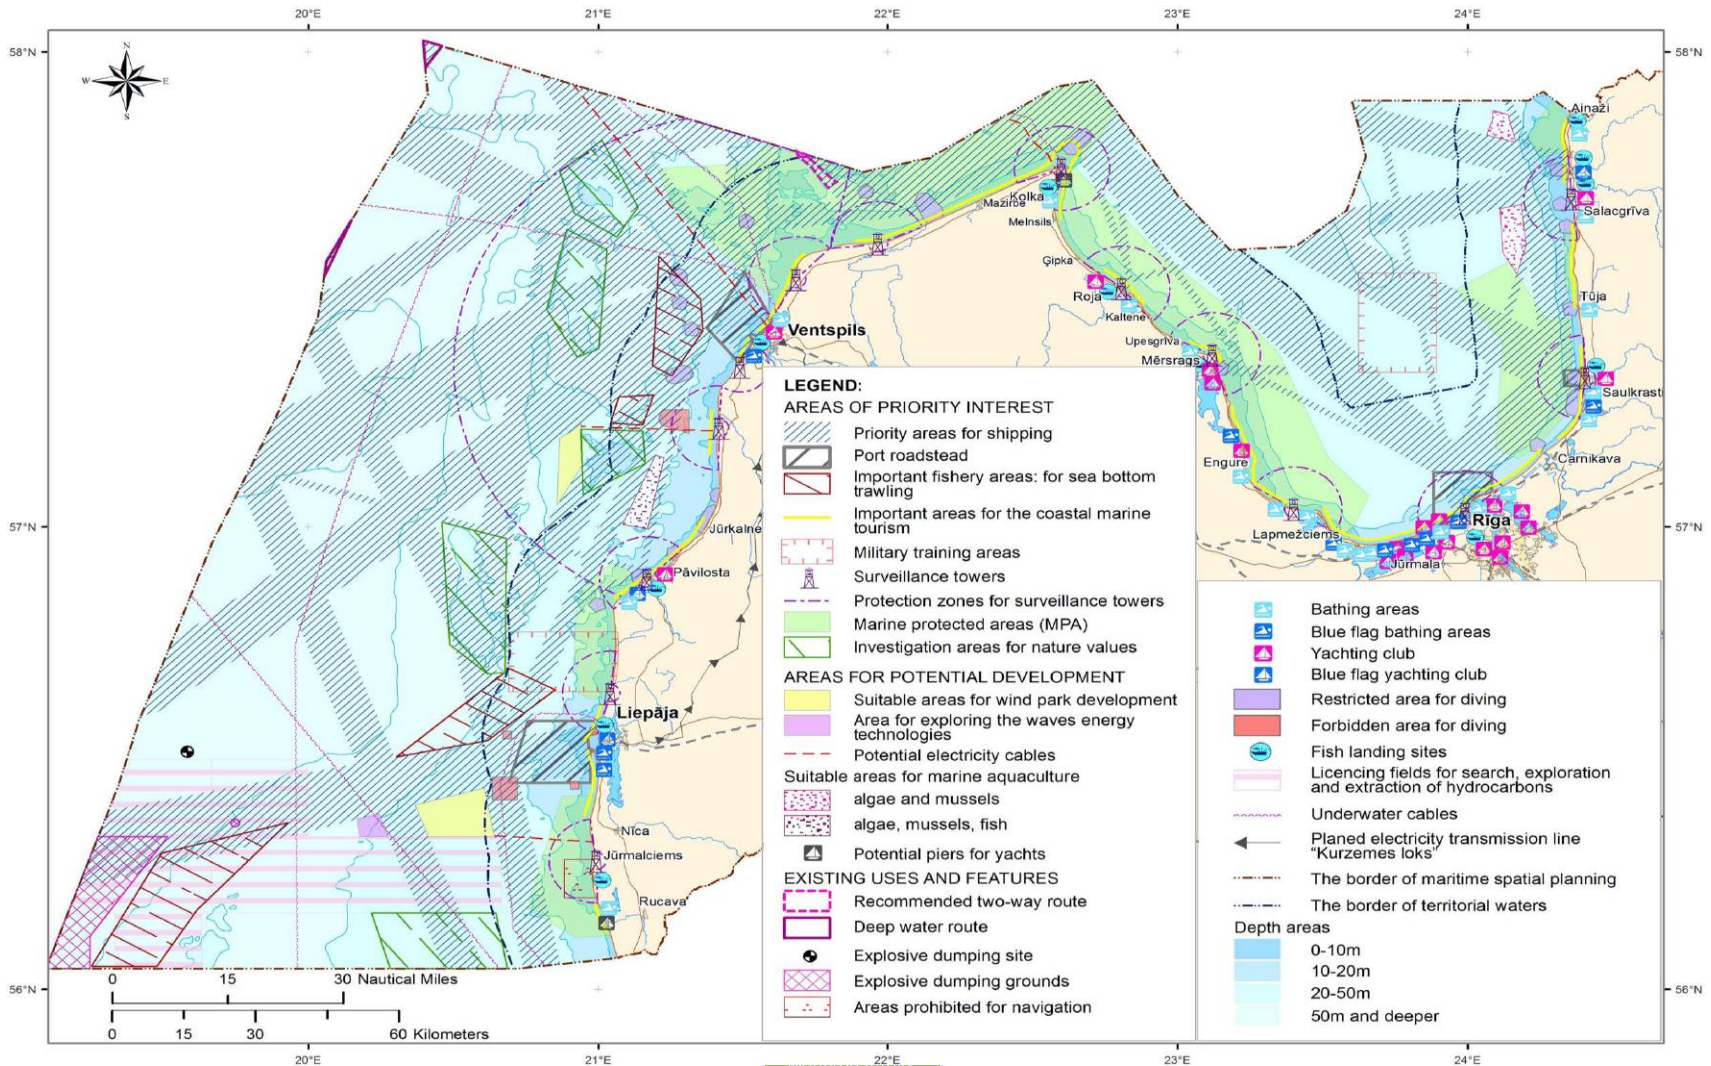 20°E 21°E 22°E 23°E 24°E
58°N 58°N
N
W E
S
Ainaži
Kolka
Mazirbe
Salacgrīva
Melnsils
Ģipka
Roja
Tūja
Kaltene
Ventspils
Upesgrīva
Mērsrags
Saulkrasti
Engure
Carnikava
57°N 57°N
Rīga
Jūrkalne
Lapmežciems
Jūrmala
Pāvilosta
Liepāja
Nīca
Jūrmalciems
Rucava
56°N 56°N
LEGEND:
AREAS OF PRIORITY INTEREST
Priority areas for shipping
Port roadstead
Important fishery areas: for sea bottom
trawling
Important areas for the coastal marine
tourism
Military training areas
Surveillance towers
Protection zones for surveillance towers
Marine protected areas (MPA)
Investigation areas for nature values
AREAS FOR POTENTIAL DEVELOPMENT
Suitable areas for wind park development
Area for exploring the waves energy
technologies
Potential electricity cables
Suitable areas for marine aquaculture
algae and mussels
algae, mussels, fish
Potential piers for yachts
EXISTING USES AND FEATURES
Recommended two-way route
Deep water route
Explosive dumping site
Explosive dumping grounds
Areas prohibited for navigation
Bathing areas
Blue flag bathing areas
Yachting club
Blue flag yachting club
Restricted area for diving
Forbidden area for diving
Fish landing sites
Licencing fields for search, exploration
and extraction of hydrocarbons
Underwater cables
Planed electricity transmission line
"Kurzemes loks"
The border of maritime spatial planning
The border of territorial waters
Depth areas
0-10m
10-20m
20-50m
50m and deeper
0 15 30 Nautical Miles
0 15 30 60 Kilometers
20°E 21°E 22°E 23°E 24°E